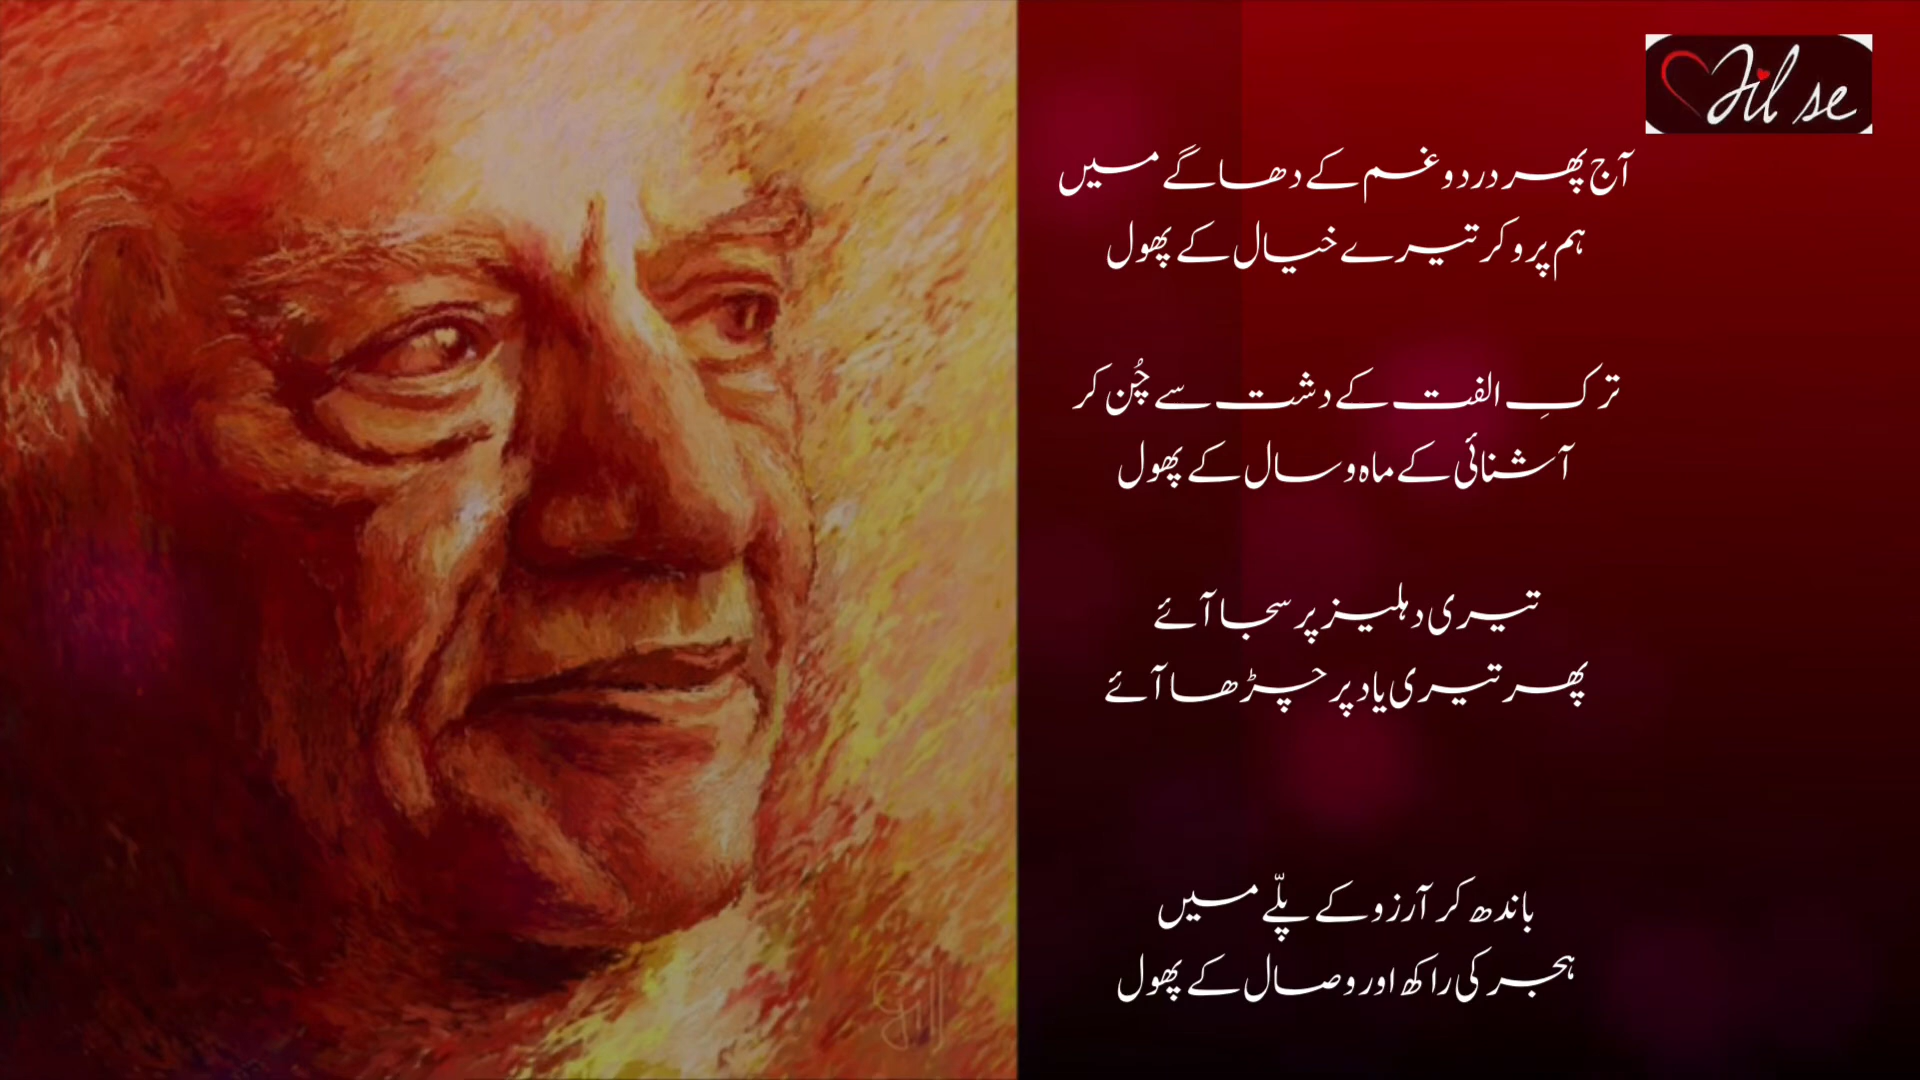 Dil se
آج پھر درد و غم کے دھاگے میں
ہم پرو کر تیرے خیال کے پھول
ترکِ الفت کے دشت سے چُن کر
آشنائی کے ماہ و سال کے پھول
تیری دہلیز پر سجا آئے
پھر تیری یاد پر چڑھا آئے
باندھ کر آرزو کے پلّے میں
ہجر کی راکھ اور وصال کے پھول
Gill